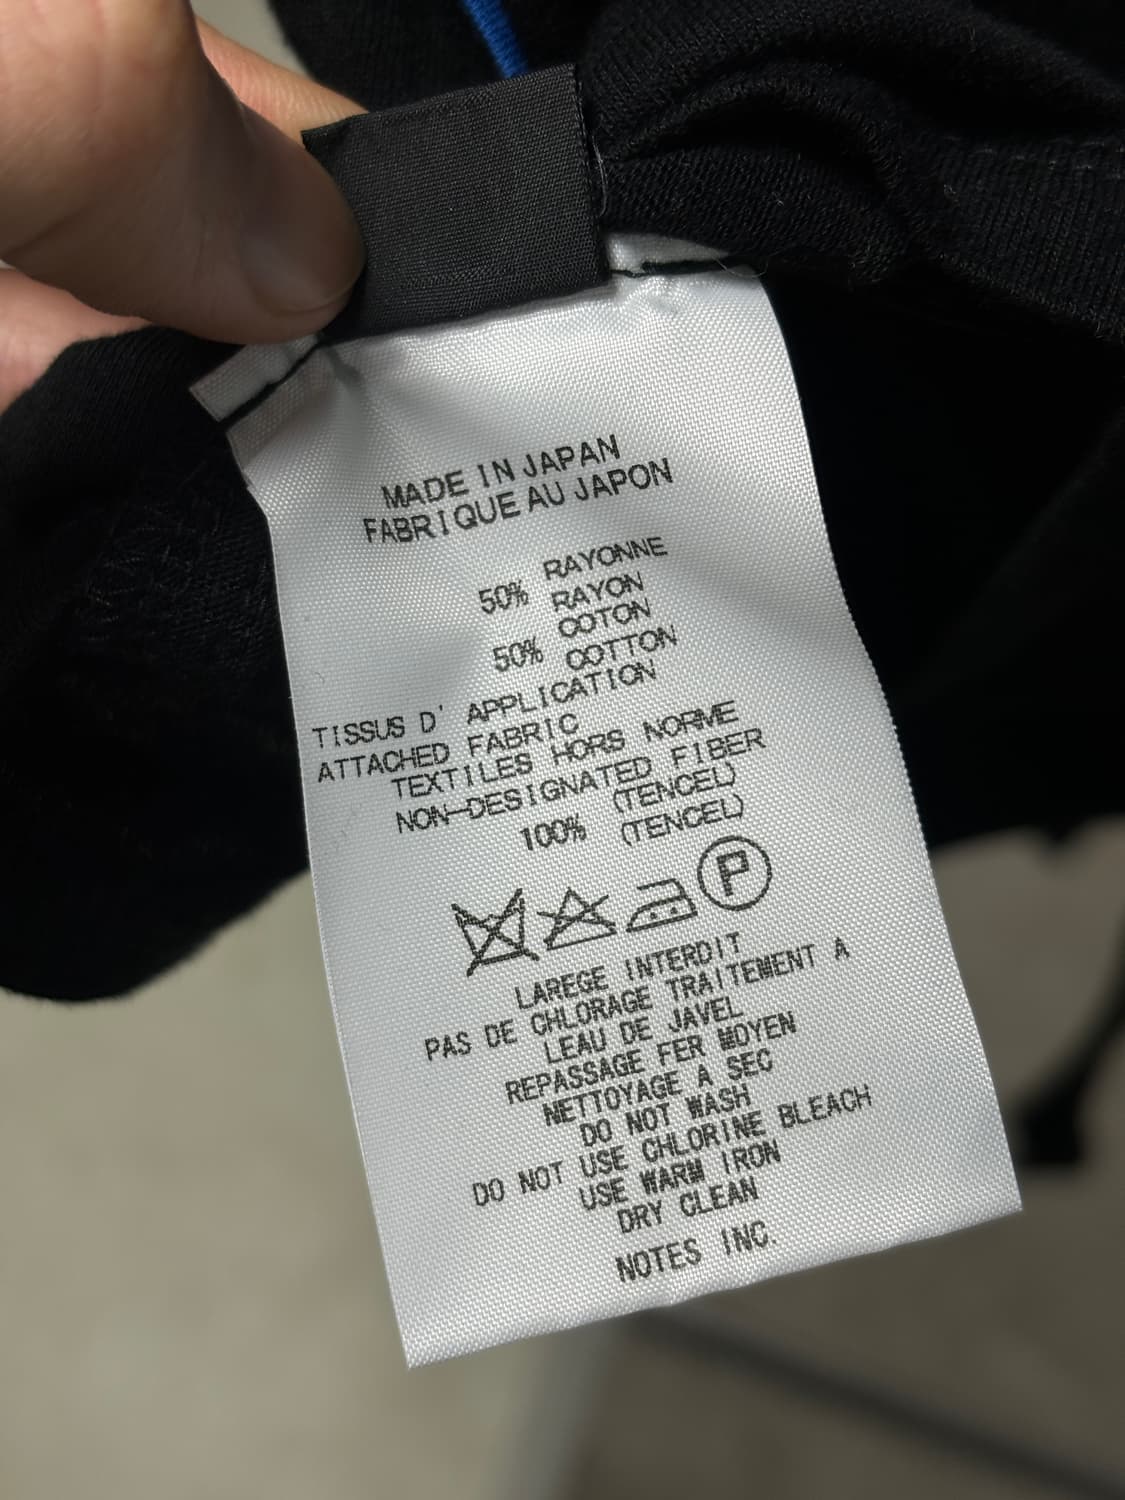 MADE IN JAPAN
FABRIQUE AU JAPON
RAYONNE
50% RAYON
COTON
50% COTTON
TISSUS D' APPLICATION
ATTACHED FABRIC
TEXTILES HORS NORME
NON-DESIGNATED FIBER
(TENCEL)
100% (TENCEL)
P
LAREGE INTERDIT
PAS DE CHLORAGE TRAITEMENT A
LEAU DE JAVEL
REPASSAGE FER MOYEN
NETTOYAGE A SEC
DO NOT WASH
DO NOT USE CHLORINE BLEACH
USE WARM IRON
DRY CLEAN
NOTES INC.